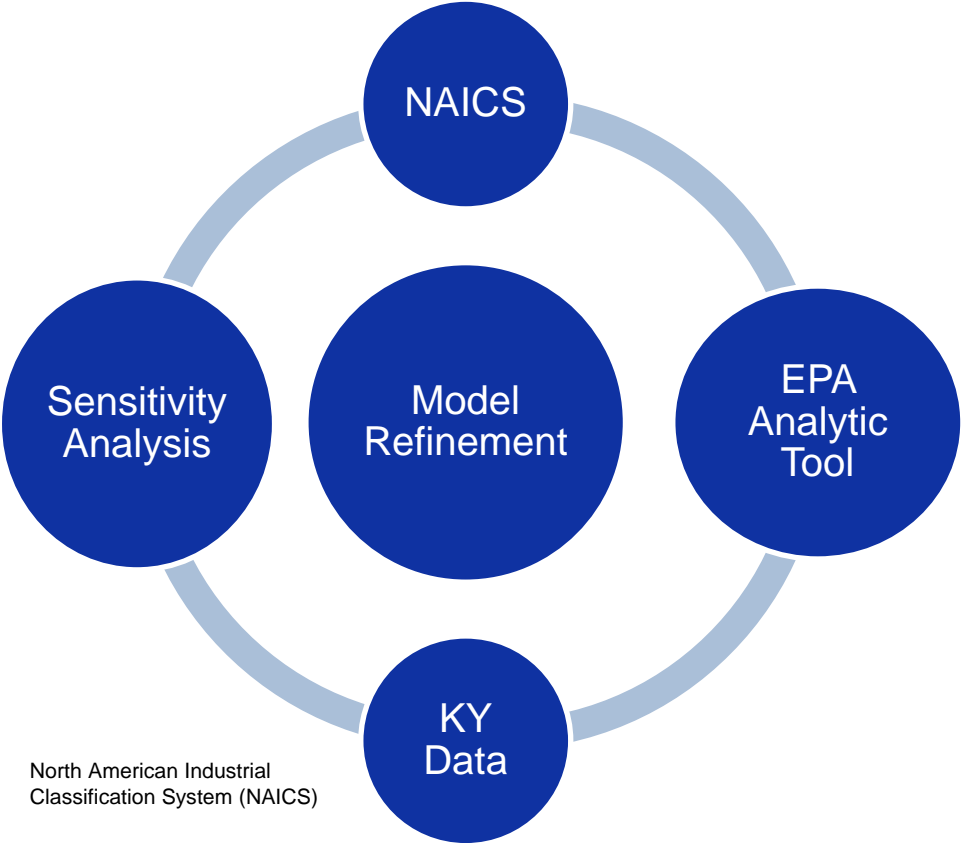 NAICS
Sensitivity
Analysis
Model
Refinement
EPA
Analytic
Tool
KY
Data
North American Industrial
Classification System (NAICS)